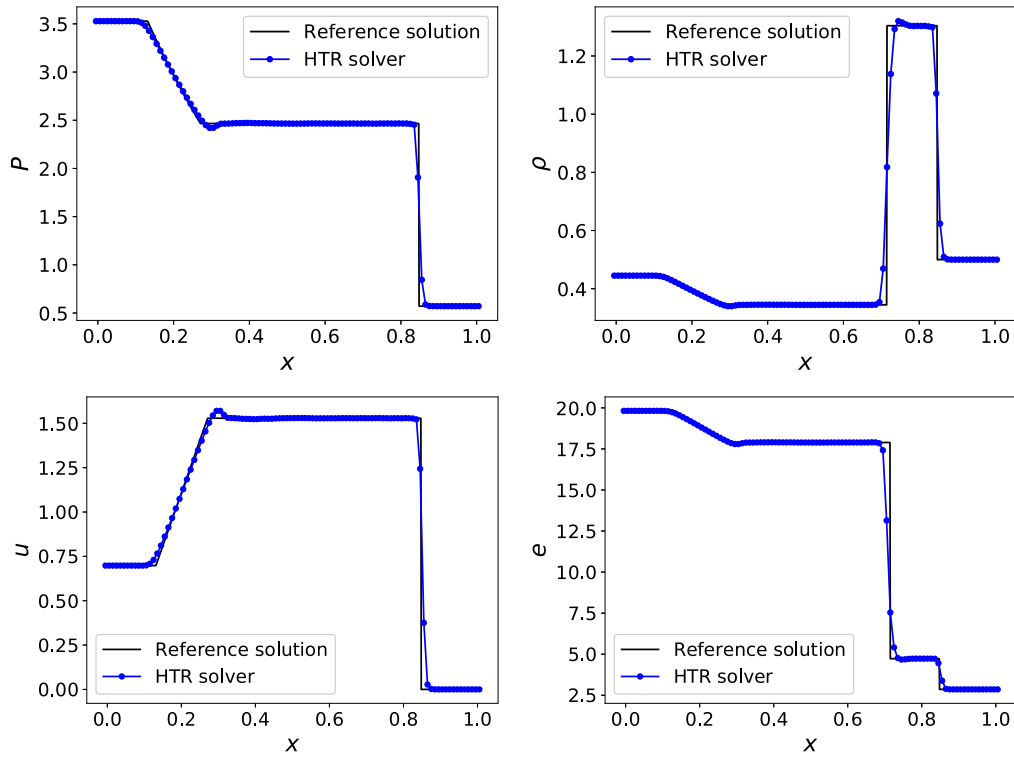 3.5
3.0
2.5
2.0
1.5
1.0
0.5
P
0.0 0.2 0.4 0.6 0.8 1.0
x
Reference solution
HTR solver
1.2
1.0
0.8
0.6
0.4
ρ
0.0 0.2 0.4 0.6 0.8 1.0
x
Reference solution
HTR solver
1.50
1.25
1.00
0.75
0.50
0.25
0.00
u
0.0 0.2 0.4 0.6 0.8 1.0
x
Reference solution
HTR solver
20.0
17.5
15.0
12.5
10.0
7.5
5.0
2.5
e
0.0 0.2 0.4 0.6 0.8 1.0
x
Reference solution
HTR solver